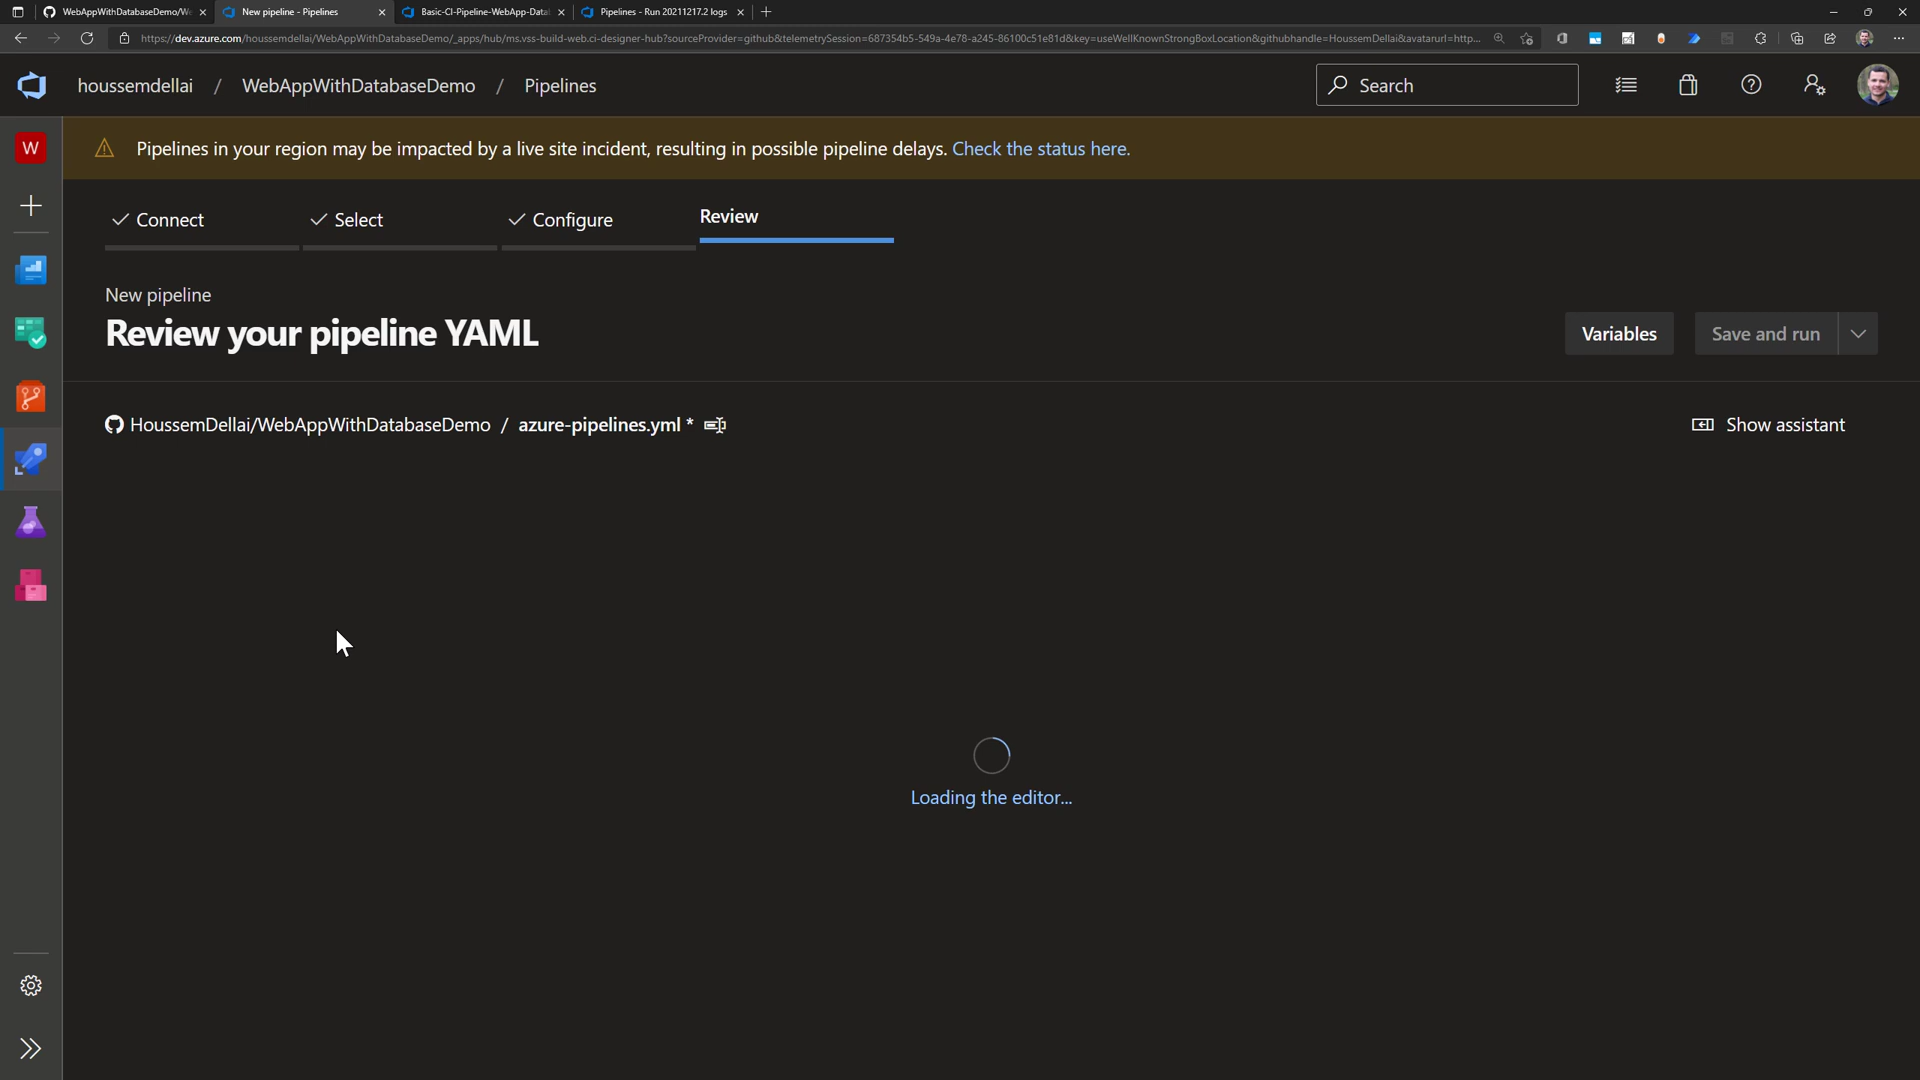 WebAppWithDatabaseDemo/We
New pipeline - Pipelines
Basic-CI-Pipeline-WebApp-Data
Pipelines - Run 20211217.2 logs
https://dev.azure.com/houssemdellai/WebAppWithDatabaseDemo/_apps/hub/ms.vss-build-web.ci-designer-hub?sourceProvider=github&telemetrySession=687354b5-549a-4e78-a245-86100c51e81d&key=useWellKnownStrongBoxLocation&githubhandle=HoussemDellai&avatarurl=http...
houssemdellai / WebAppWithDatabaseDemo / Pipelines
Search
W
Pipelines in your region may be impacted by a live site incident, resulting in possible pipeline delays. Check the status here.
Connect
Select
Configure
Review
New pipeline
Review your pipeline YAML
Variables
Save and run
HoussemDellai/WebAppWithDatabaseDemo / azure-pipelines.yml *
Show assistant
Loading the editor...